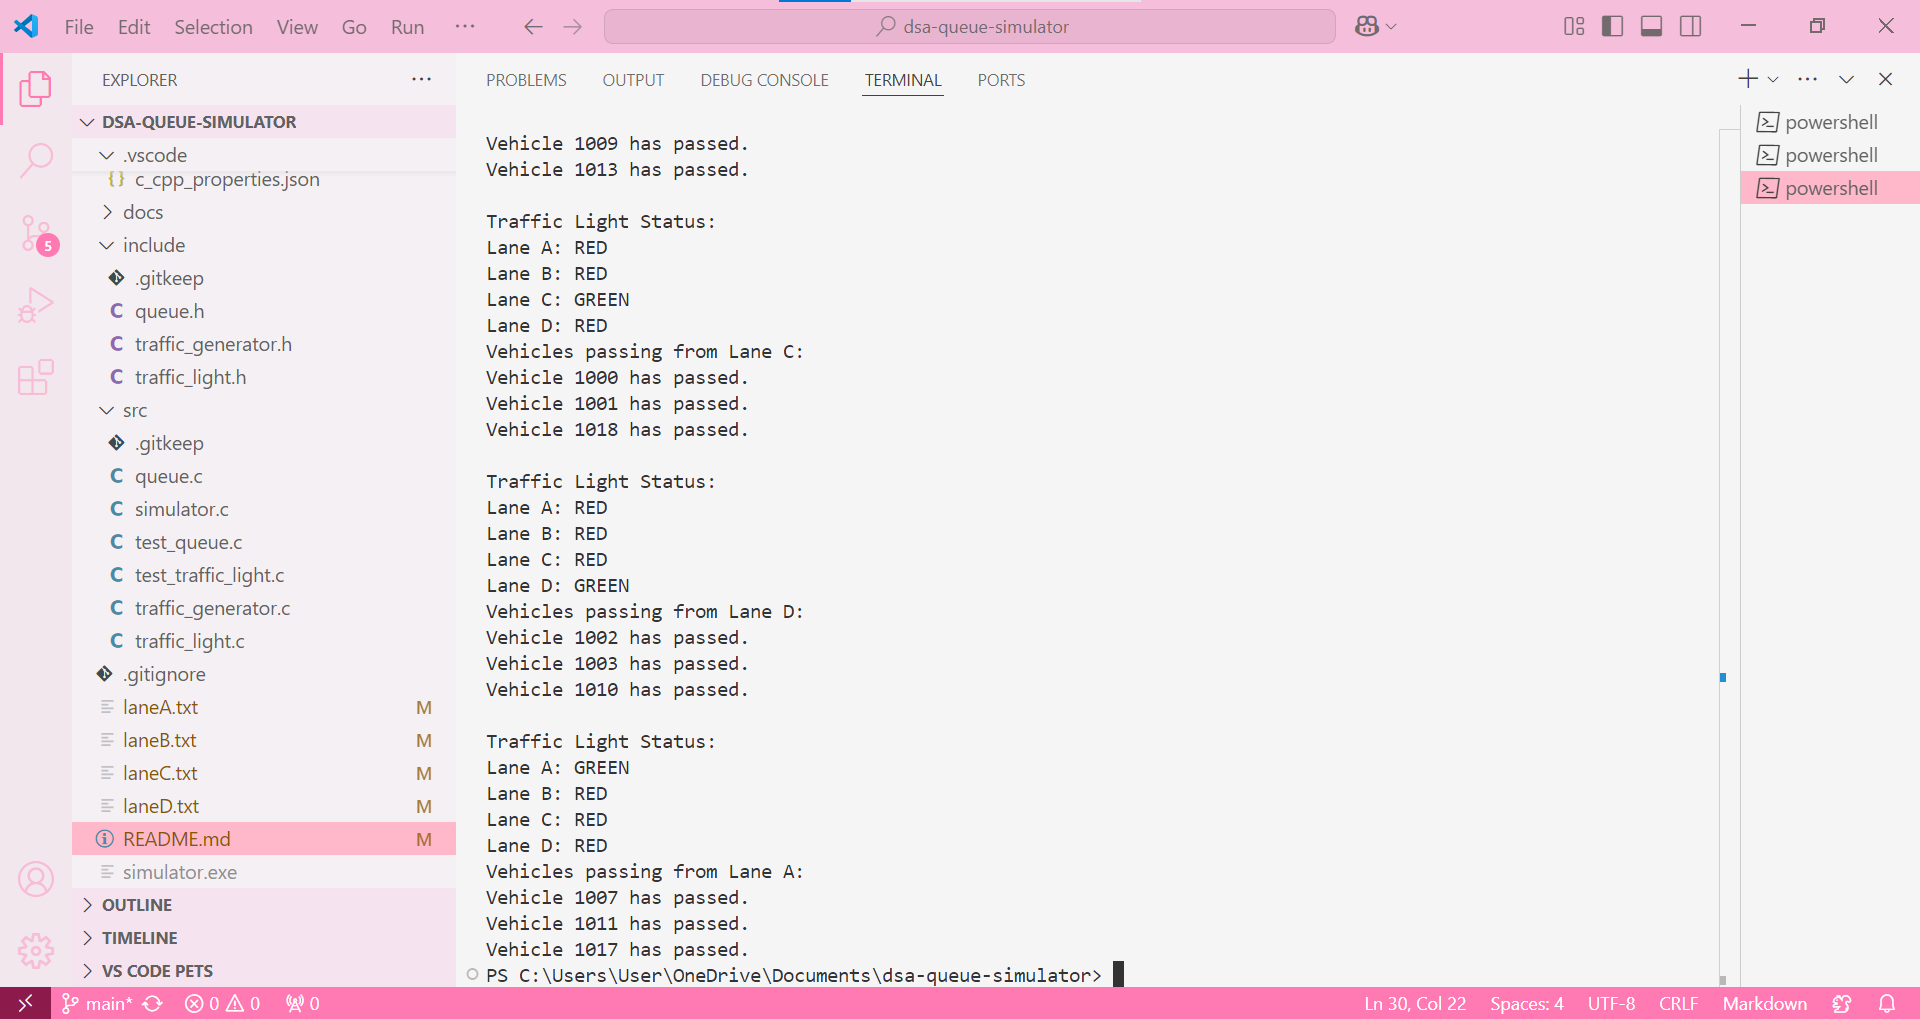 File Edit Selection View Go Run ··· dsa-queue-simulator
EXPLORER ···
DSA-QUEUE-SIMULATOR
.vscode
{} c_cpp_properties.json
docs
include
.gitkeep
C queue.h
C traffic_generator.h
C traffic_light.h
src
.gitkeep
C queue.c
C simulator.c
C test_queue.c
C test_traffic_light.c
C traffic_generator.c
C traffic_light.c
.gitignore
laneA.txt M
laneB.txt M
laneC.txt M
laneD.txt M
README.md M
simulator.exe
OUTLINE
TIMELINE
VS CODE PETS
5
PROBLEMS OUTPUT DEBUG CONSOLE TERMINAL PORTS
Vehicle 1009 has passed.
Vehicle 1013 has passed.
Traffic Light Status:
Lane A: RED
Lane B: RED
Lane C: GREEN
Lane D: RED
Vehicles passing from Lane C:
Vehicle 1000 has passed.
Vehicle 1001 has passed.
Vehicle 1018 has passed.
Traffic Light Status:
Lane A: RED
Lane B: RED
Lane C: RED
Lane D: GREEN
Vehicles passing from Lane D:
Vehicle 1002 has passed.
Vehicle 1003 has passed.
Vehicle 1010 has passed.
Traffic Light Status:
Lane A: GREEN
Lane B: RED
Lane C: RED
Lane D: RED
Vehicles passing from Lane A:
Vehicle 1007 has passed.
Vehicle 1011 has passed.
Vehicle 1017 has passed.
PS C:\Users\User\OneDrive\Documents\dsa-queue-simulator>
powershell
powershell
powershell
main* 0 0 0 Ln 30, Col 22 Spaces: 4 UTF-8 CRLF Markdown